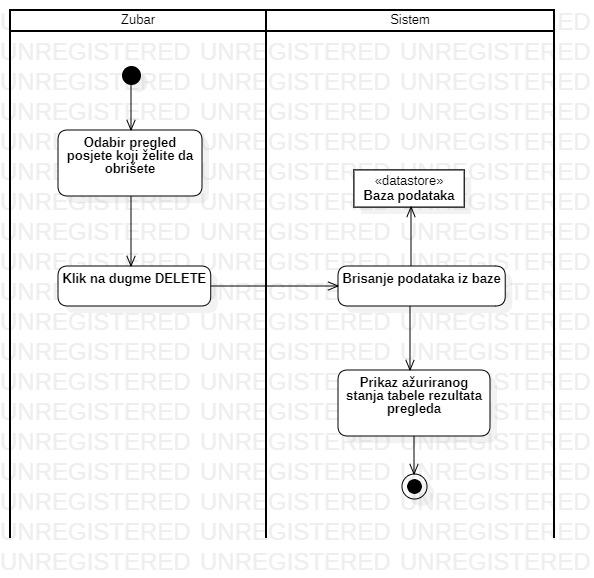 Zubar
Sistem
Odabir pregled
posjete koji želite da
obrišete
«datastore»
Baza podataka
Klik na dugme DELETE
Brisanje podataka iz baze
Prikaz ažuriranog
stanja tabele rezultata
pregleda
UNREGISTERED UNREGISTERED UNREGISTERED